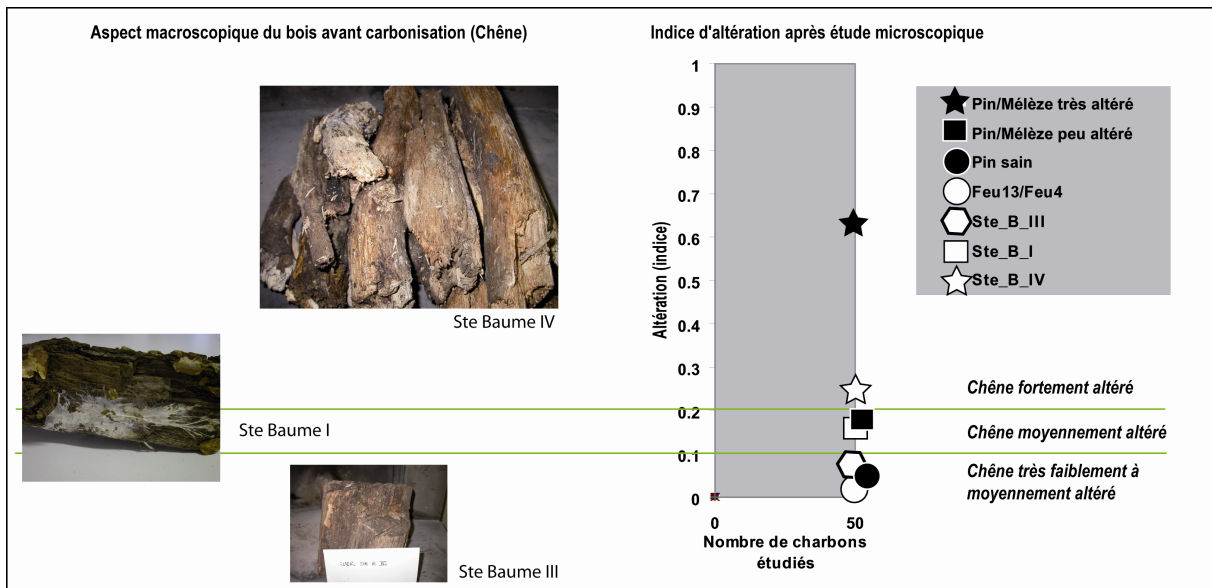 Aspect macroscopique du bois avant carbonisation (Chêne)
Ste Baume IV
Ste Baume I
Ste Baume III
Indice d'altération après étude microscopique
Altération (indice)
1
0.9
0.8
0.7
0.6
0.5
0.4
0.3
0.2
0.1
0
0
50
Nombre de charbons
étudiés
Pin/Mélèze très altéré
Pin/Mélèze peu altéré
Pin sain
Feu13/Feu4
Ste_B_III
Ste_B_I
Ste_B_IV
Chêne fortement altéré
Chêne moyennement altéré
Chêne très faiblement à
moyennement altéré